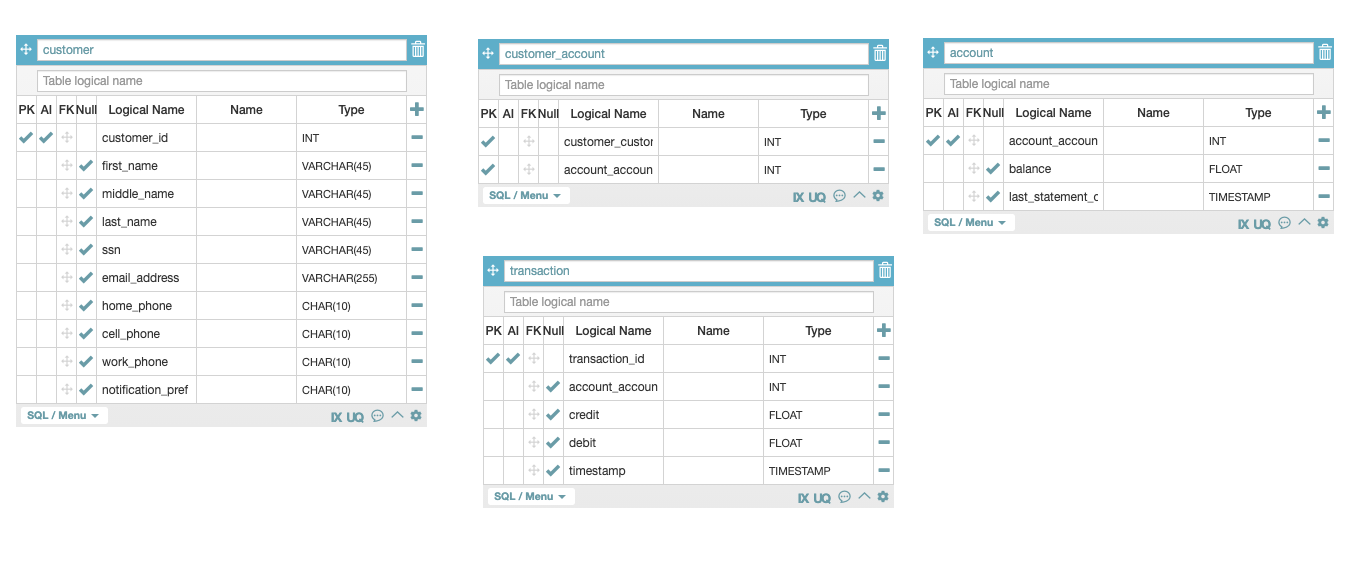 customer
Table logical name
PK AI FK Null Logical Name Name Type
customer_id INT
first_name VARCHAR(45)
middle_name VARCHAR(45)
last_name VARCHAR(45)
ssn VARCHAR(45)
email_address VARCHAR(255)
home_phone CHAR(10)
cell_phone CHAR(10)
work_phone CHAR(10)
notification_pref CHAR(10)
SQL / Menu IX UQ
customer_account
Table logical name
PK AI FK Null Logical Name Name Type
customer_custor INT
account_accoun INT
SQL / Menu IX UQ
transaction
Table logical name
PK AI FK Null Logical Name Name Type
transaction_id INT
account_accoun INT
credit FLOAT
debit FLOAT
timestamp TIMESTAMP
SQL / Menu IX UQ
account
Table logical name
PK AI FK Null Logical Name Name Type
account_accoun INT
balance FLOAT
last_statement_c TIMESTAMP
SQL / Menu IX UQ